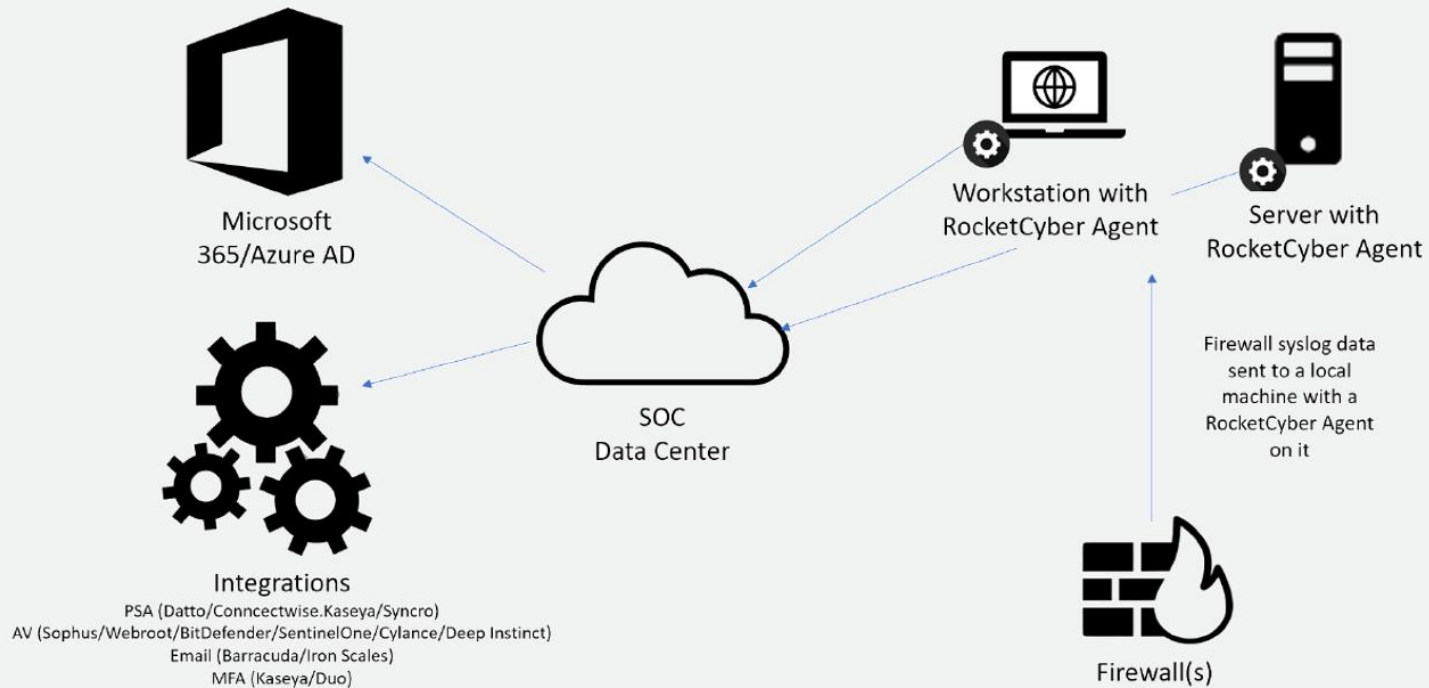 Microsoft
365/Azure AD
Workstation with
RocketCyber Agent
Server with
RocketCyber Agent
SOC
Data Center
Firewall syslog data
sent to a local
machine with a
RocketCyber Agent
on it
Integrations
PSA (Datto/Conncectwise.Kaseya/Syncro)
AV (Sophus/Webroot/BitDefender/SentinelOne/Cylance/Deep Instinct)
Email (Barracuda/Iron Scales)
MFA (Kaseya/Duo)
Firewall(s)